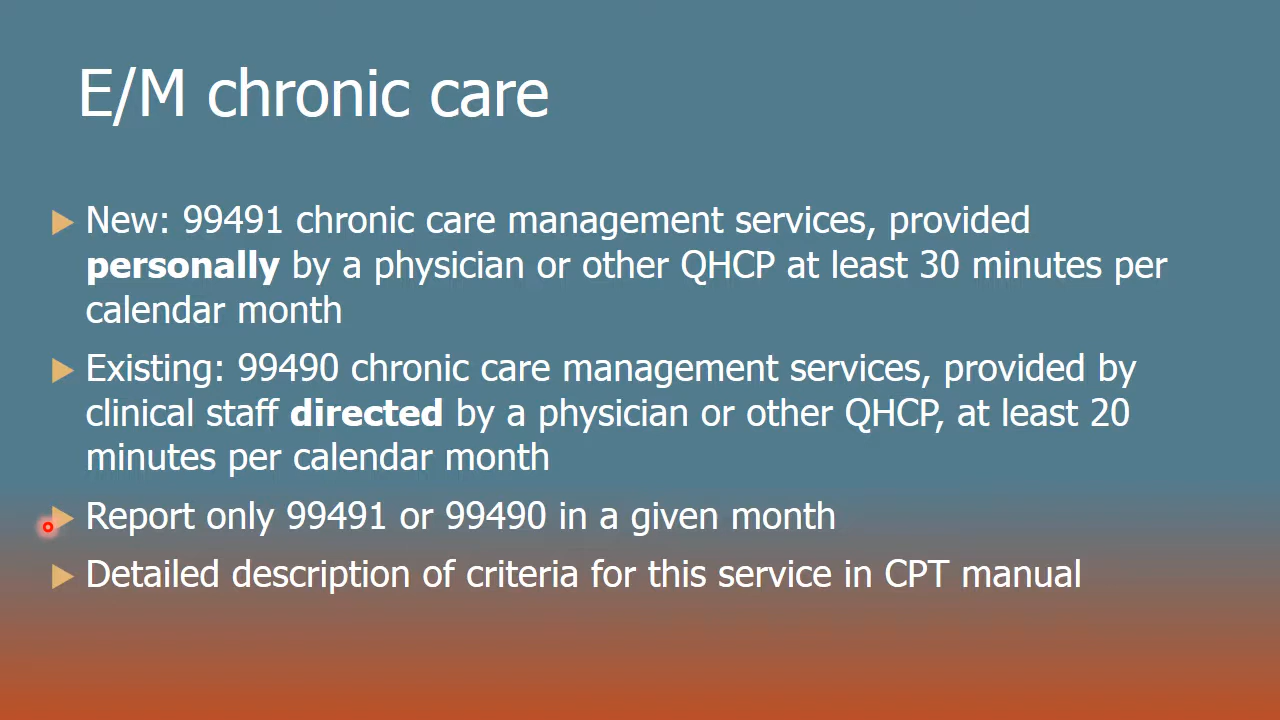 E/M chronic care
New: 99491 chronic care management services, provided
personally by a physician or other QHCP at least 30 minutes per
calendar month
Existing: 99490 chronic care management services, provided by
clinical staff directed by a physician or other QHCP, at least 20
minutes per calendar month
Report only 99491 or 99490 in a given month
Detailed description of criteria for this service in CPT manual